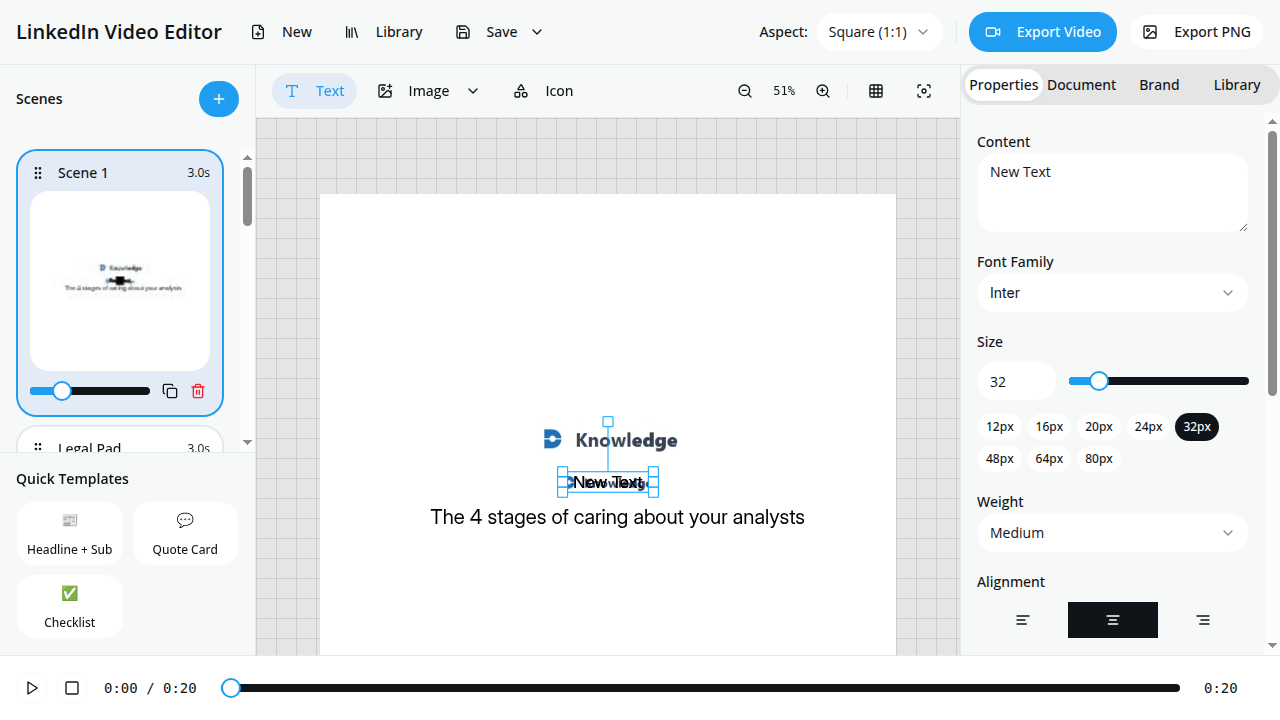 LinkedIn Video Editor
New
Library
Save
Aspect:
Square (1:1)
Export Video
Export PNG
Scenes
Text
Image
Icon
51%
Properties
Document
Brand
Library
Scene 1
3.0s
Knowledge
The 4 stages of caring about your analysts
Legal Pad
3.0s
Quick Templates
Headline + Sub
Quote Card
Checklist
Knowledge
New Text
The 4 stages of caring about your analysts
Content
New Text
Font Family
Inter
Size
32
12px
16px
20px
24px
32px
48px
64px
80px
Weight
Medium
Alignment
0:00 / 0:20
0:20